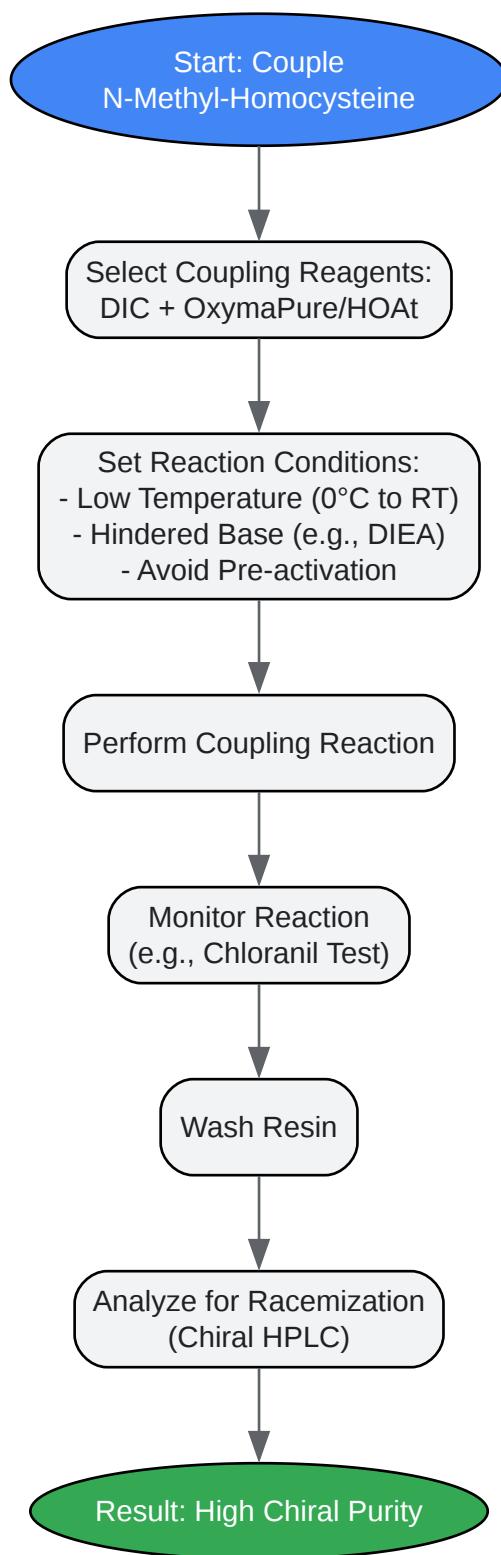 Start: Couple
N-Methyl-Homocysteine
Select Coupling Reagents:
DIC + OxymaPure/HOAt
Set Reaction Conditions:
- Low Temperature (0°C to RT)
- Hindered Base (e.g., DIEA)
- Avoid Pre-activation
Perform Coupling Reaction
Monitor Reaction
(e.g., Chloranil Test)
Wash Resin
Analyze for Racemization
(Chiral HPLC)
Result: High Chiral Purity